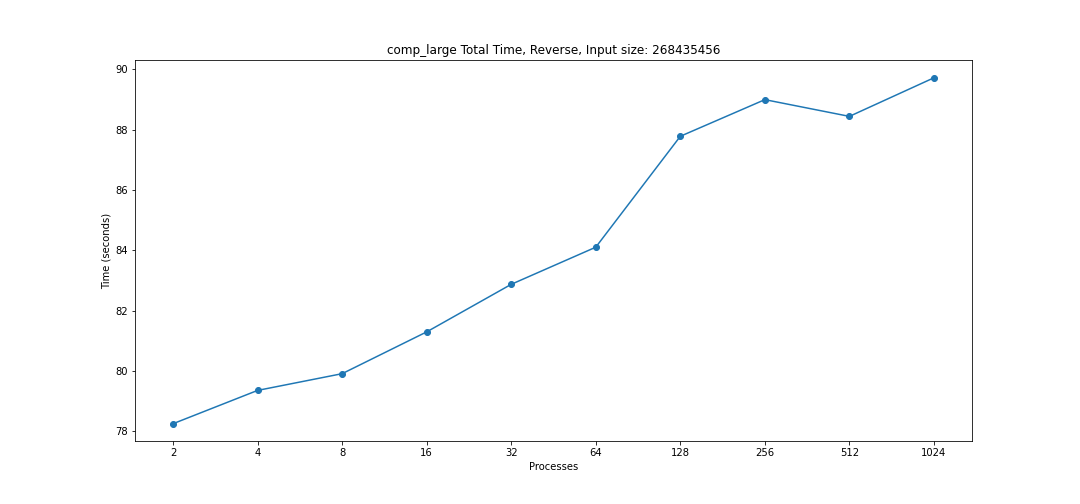 comp_large Total Time, Reverse, Input size: 268435456
90
88
86
84
82
80
78
Time (seconds)
2 4 8 16 32 64 128 256 512 1024
Processes